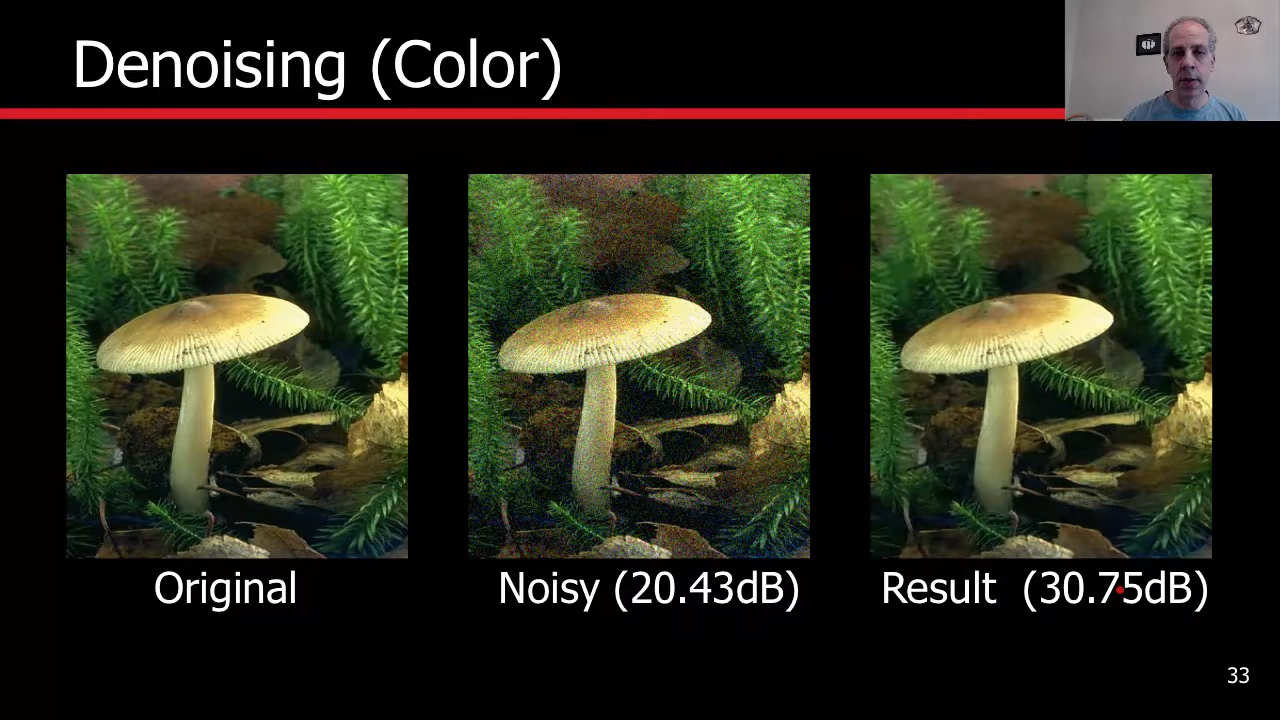 Denoising (Color)
Original
Noisy (20.43dB)
Result (30.75dB)
33